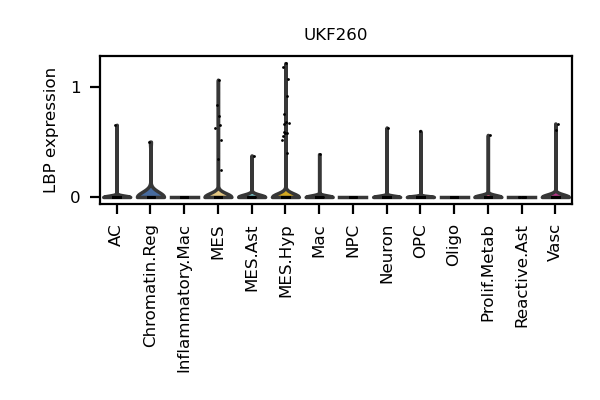 UKF260
LBP expression
1
0
AC
Chromatin.Reg
Inflammatory.Mac
MES
MES.Ast
MES.Hyp
Mac
NPC
Neuron
OPC
Oligo
Prolif.Metab
Reactive.Ast
Vasc